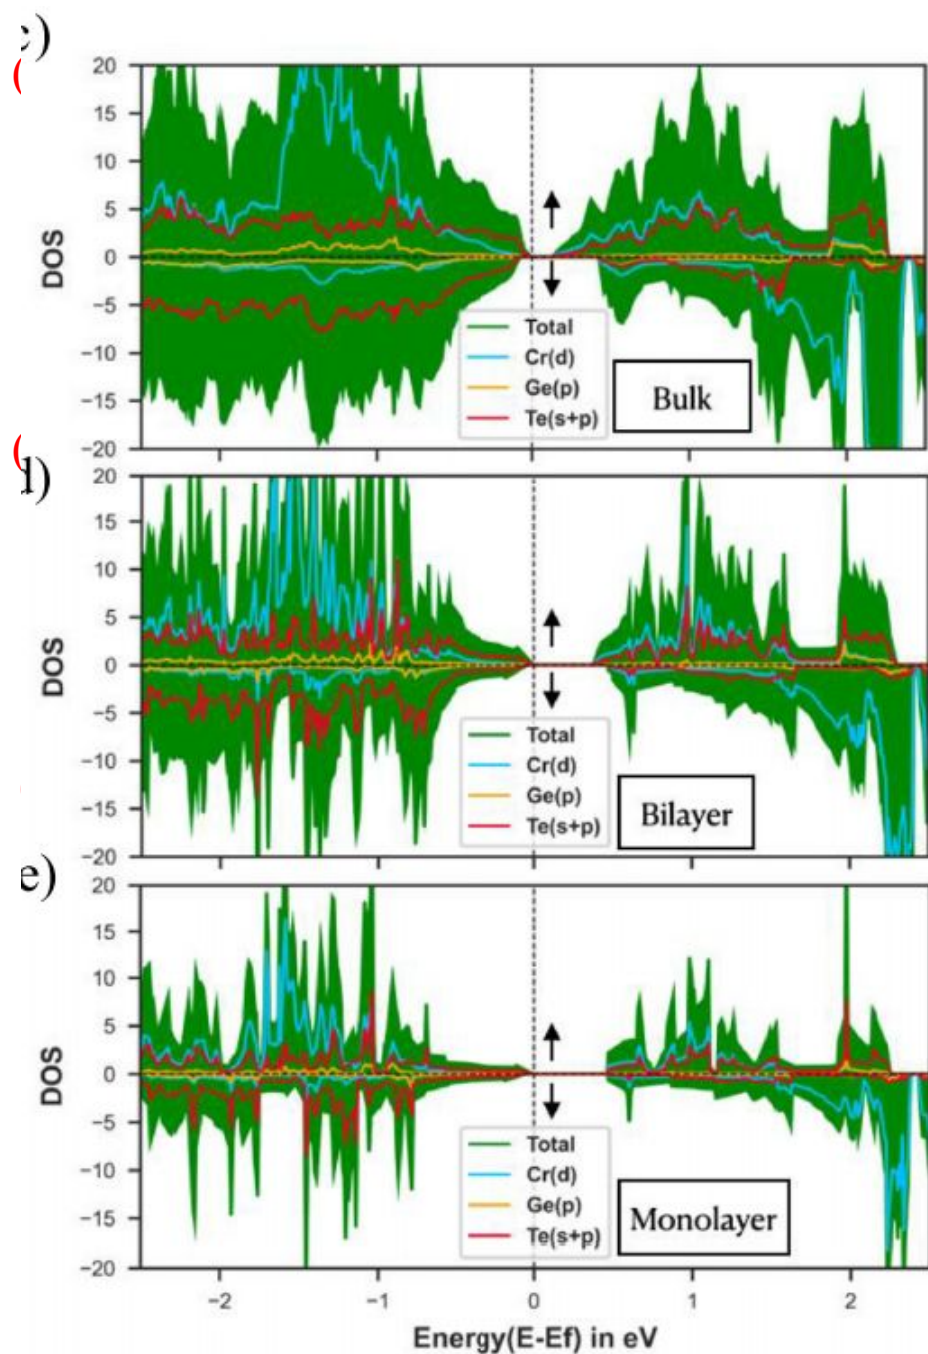 c)
(
20
15
10
5
0
−5
−10
−15
−20
DOS
Total
Cr(d)
Ge(p)
Te(s+p)
Bulk
(
d)
20
15
10
5
0
−5
−10
−15
−20
DOS
Total
Cr(d)
Ge(p)
Te(s+p)
Bilayer
e)
20
15
10
5
0
−5
−10
−15
−20
DOS
Total
Cr(d)
Ge(p)
Te(s+p)
Monolayer
−2 −1 0 1 2
Energy(E-Ef) in eV